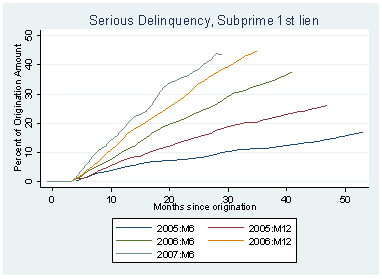 Serious Delinquency, Subprime 1st lien
Percent of Origination Amount
50
40
30
20
10
0
0 10 20 30 40 50
Months since origination
2005:M6 2005:M12
2006:M6 2006:M12
2007:M6